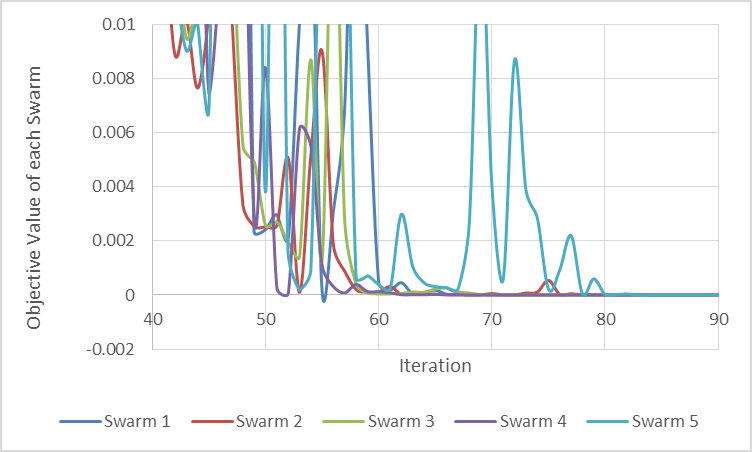 Objective Value of each Swarm
0.01
0.008
0.006
0.004
0.002
0
-0.002
40 50 60 70 80 90
Iteration
Swarm 1 Swarm 2 Swarm 3 Swarm 4 Swarm 5